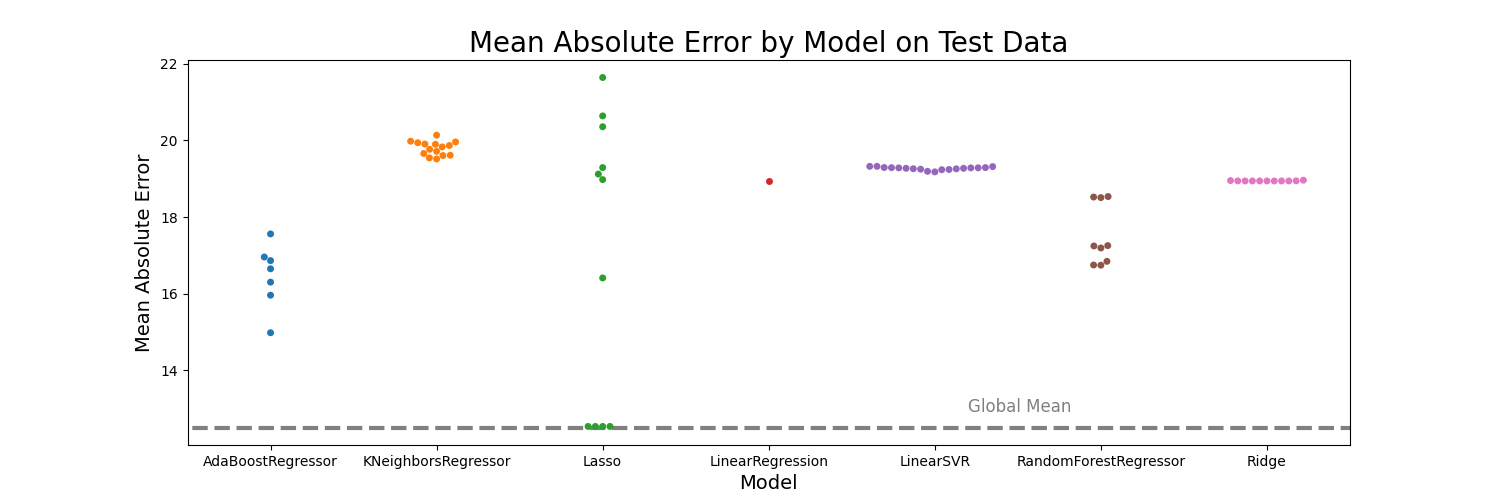 Mean Absolute Error by Model on Test Data
Mean Absolute Error
22
20
18
16
14
Global Mean
AdaBoostRegressor KNeighborsRegressor Lasso LinearRegression LinearSVR RandomForestRegressor Ridge
Model